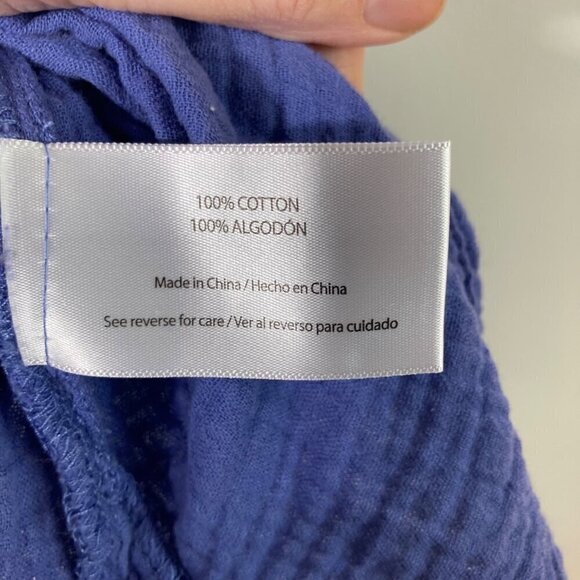 100% COTTON
100% ALGODÓN
Made in China / Hecho en China
See reverse for care / Ver al reverso para cuidado